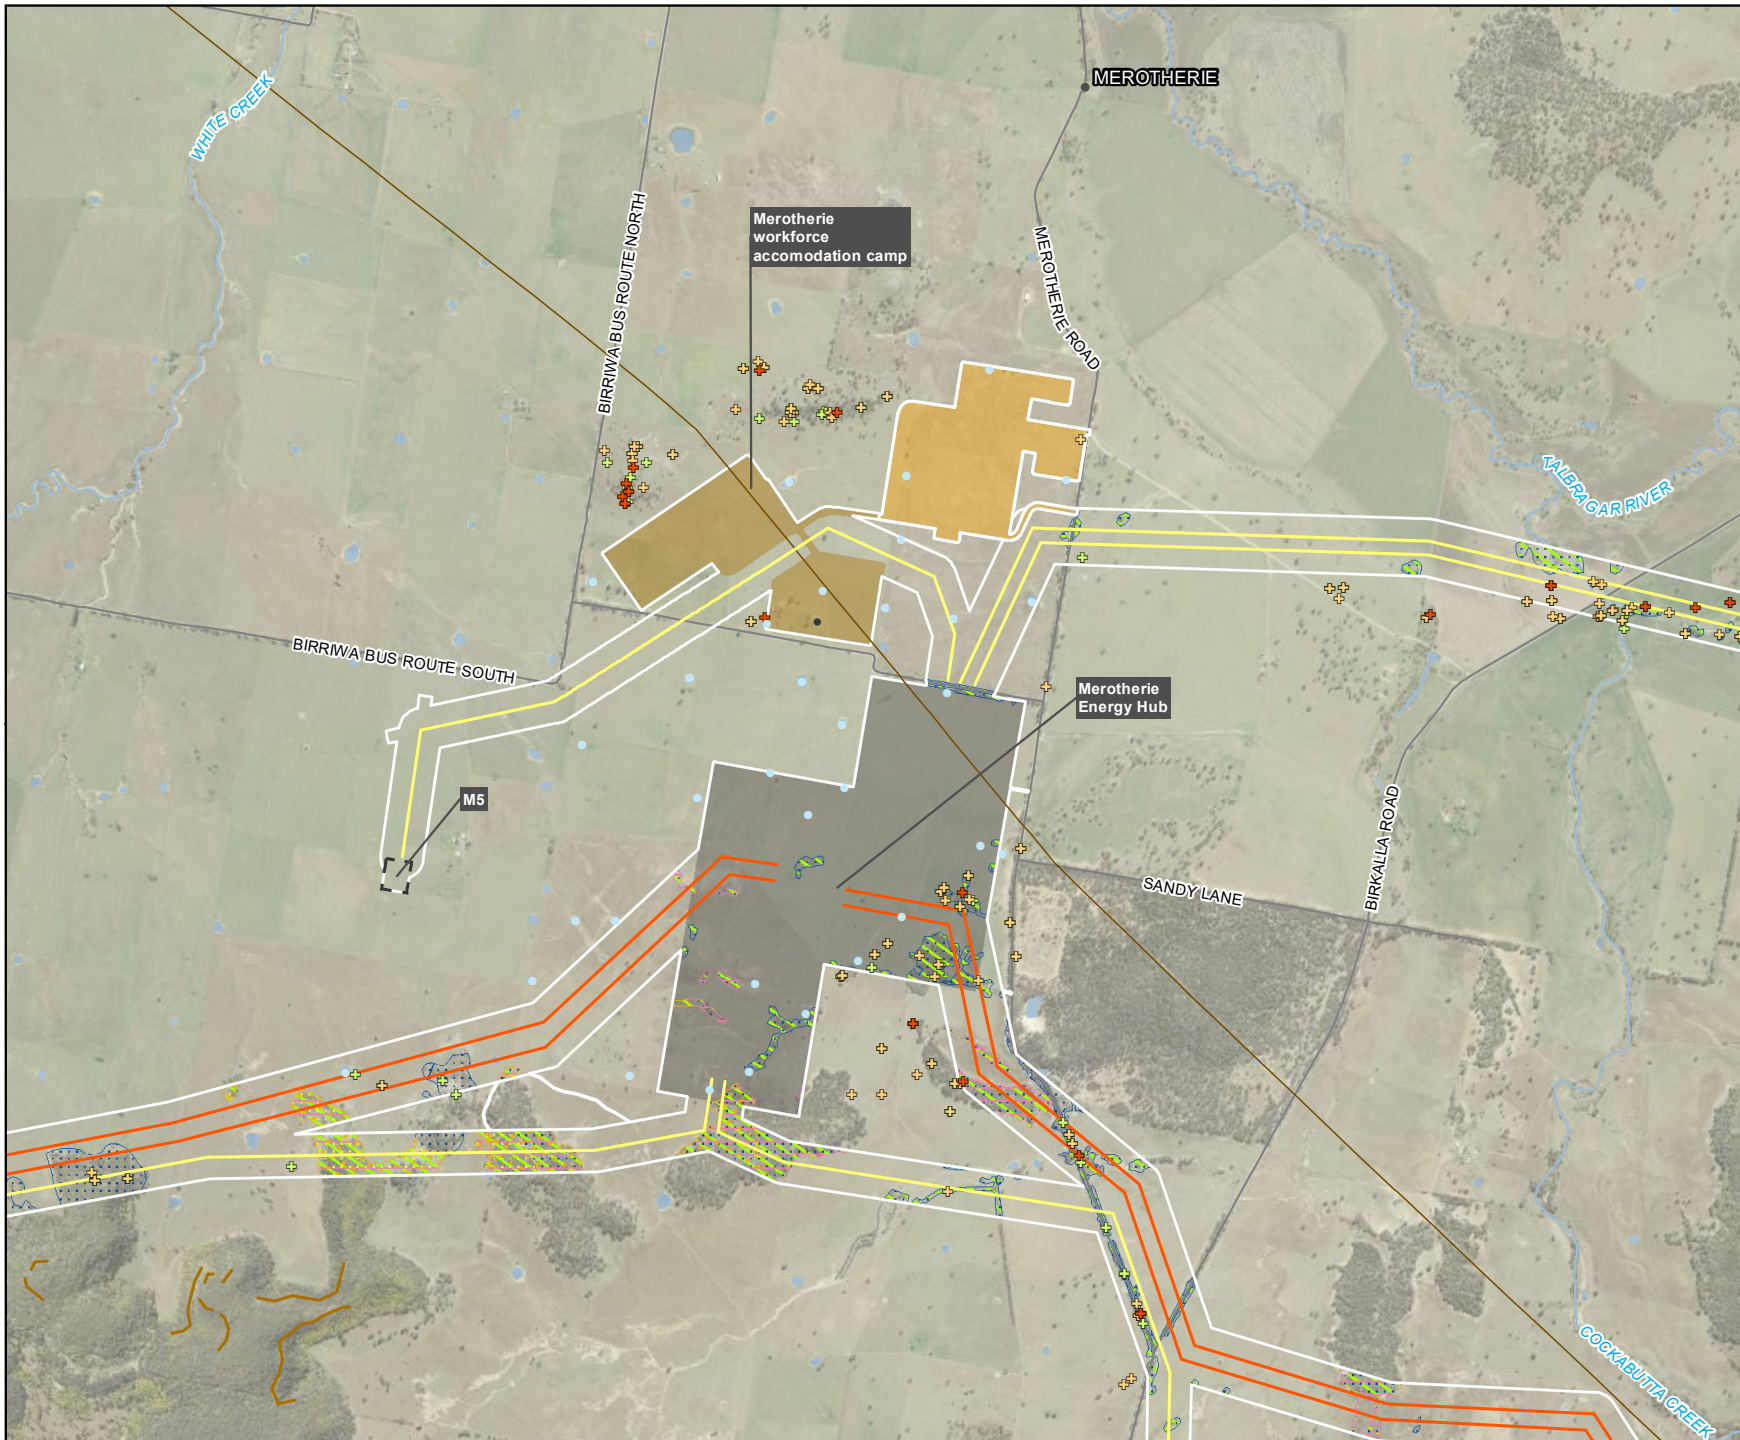 MEROTHERIE
WHITE CREEK
Merotherie
workforce
accomodation camp
BIRRIWA BUS ROUTE NORTH
MEROTHERIE ROAD
TALBRAGAR RIVER
BIRRIWA BUS ROUTE SOUTH
Merotherie
Energy Hub
M5
BIRKALLA ROAD
SANDY LANE
COCKABUTTA CREEK